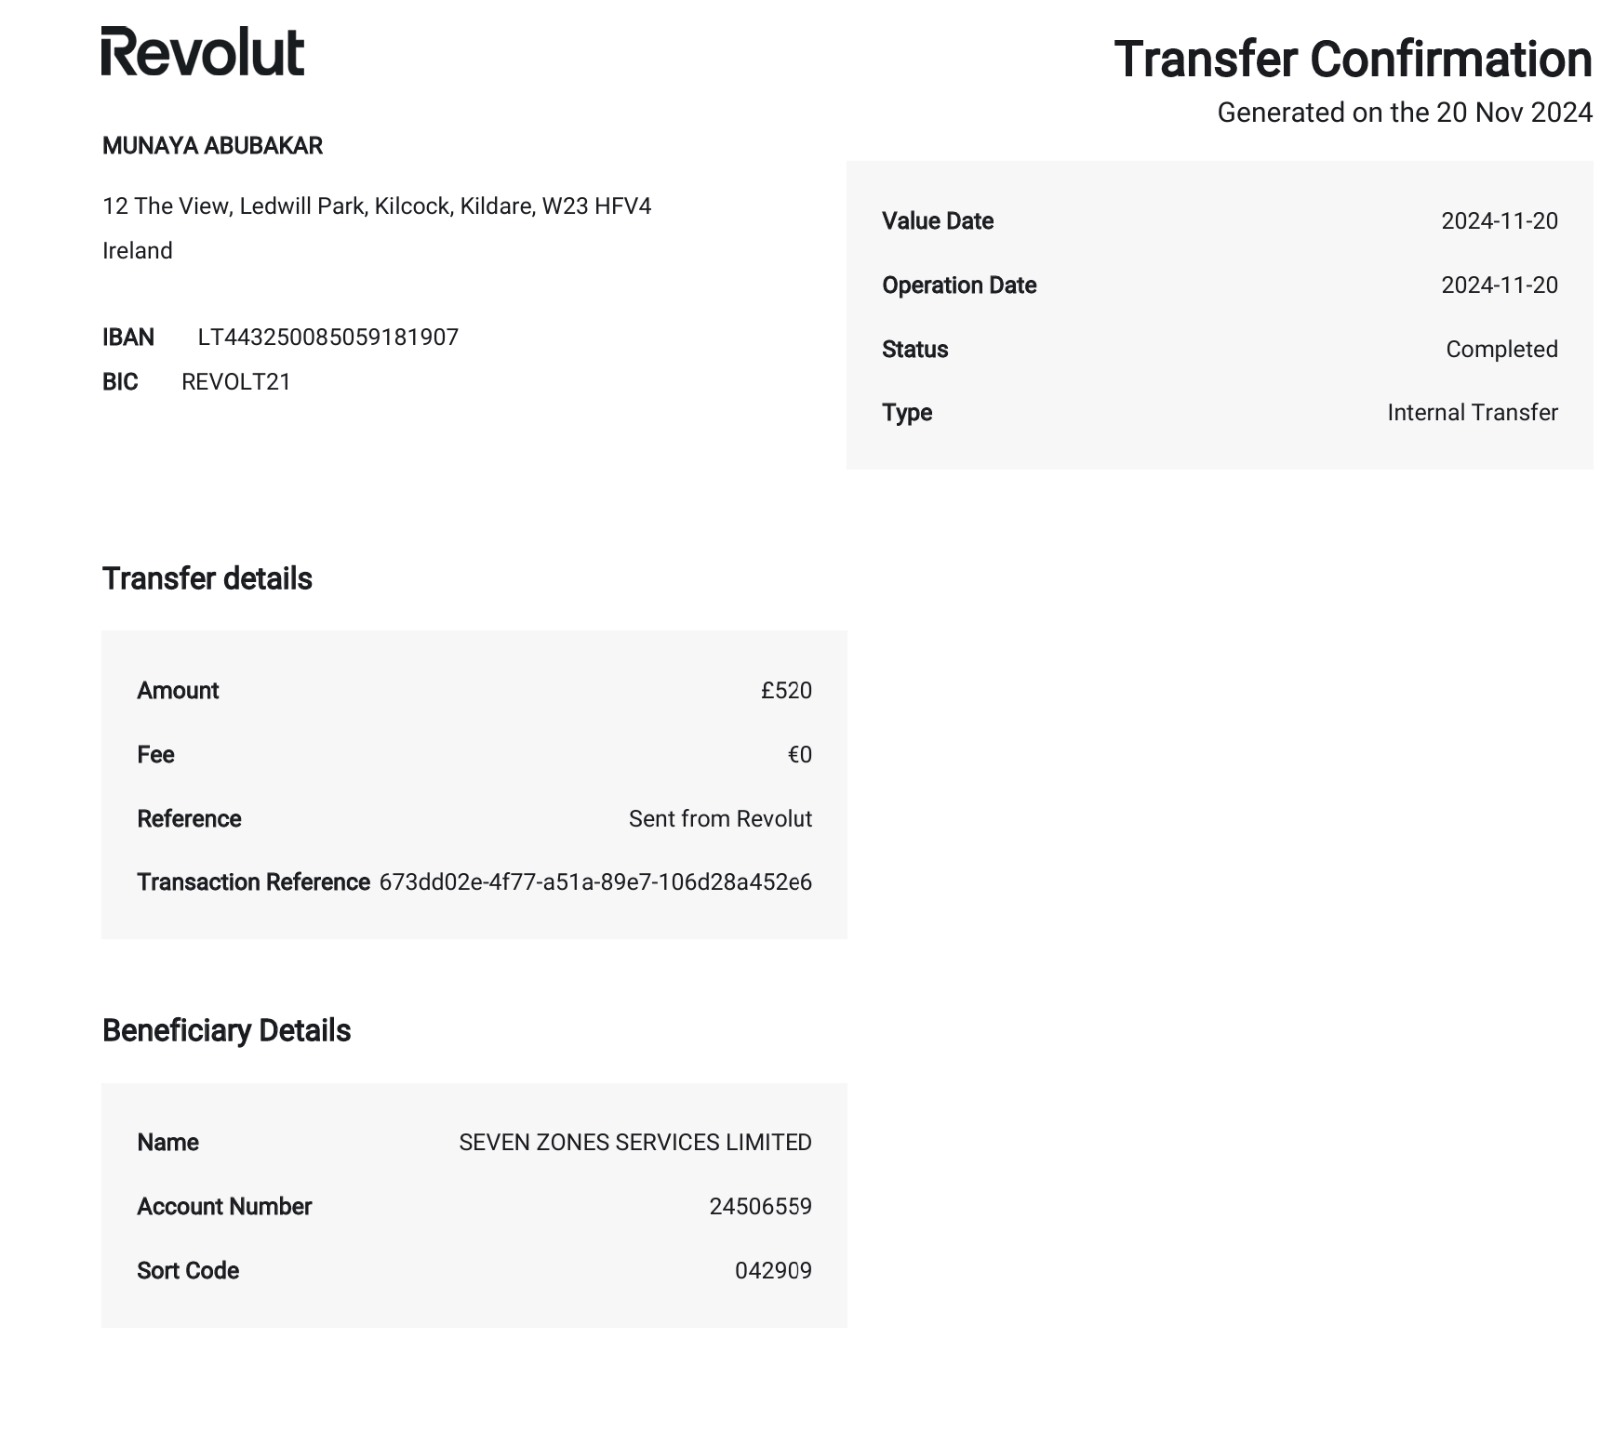 Revolut
Transfer Confirmation
Generated on the 20 Nov 2024
MUNAYA ABUBAKAR
12 The View, Ledwill Park, Kilcock, Kildare, W23 HFV4
Ireland
IBAN LT443250085059181907
BIC REVOLT21
Value Date 2024-11-20
Operation Date 2024-11-20
Status Completed
Type Internal Transfer
Transfer details
Amount £520
Fee €0
Reference Sent from Revolut
Transaction Reference 673dd02e-4f77-a51a-89e7-106d28a452e6
Beneficiary Details
Name SEVEN ZONES SERVICES LIMITED
Account Number 24506559
Sort Code 042909